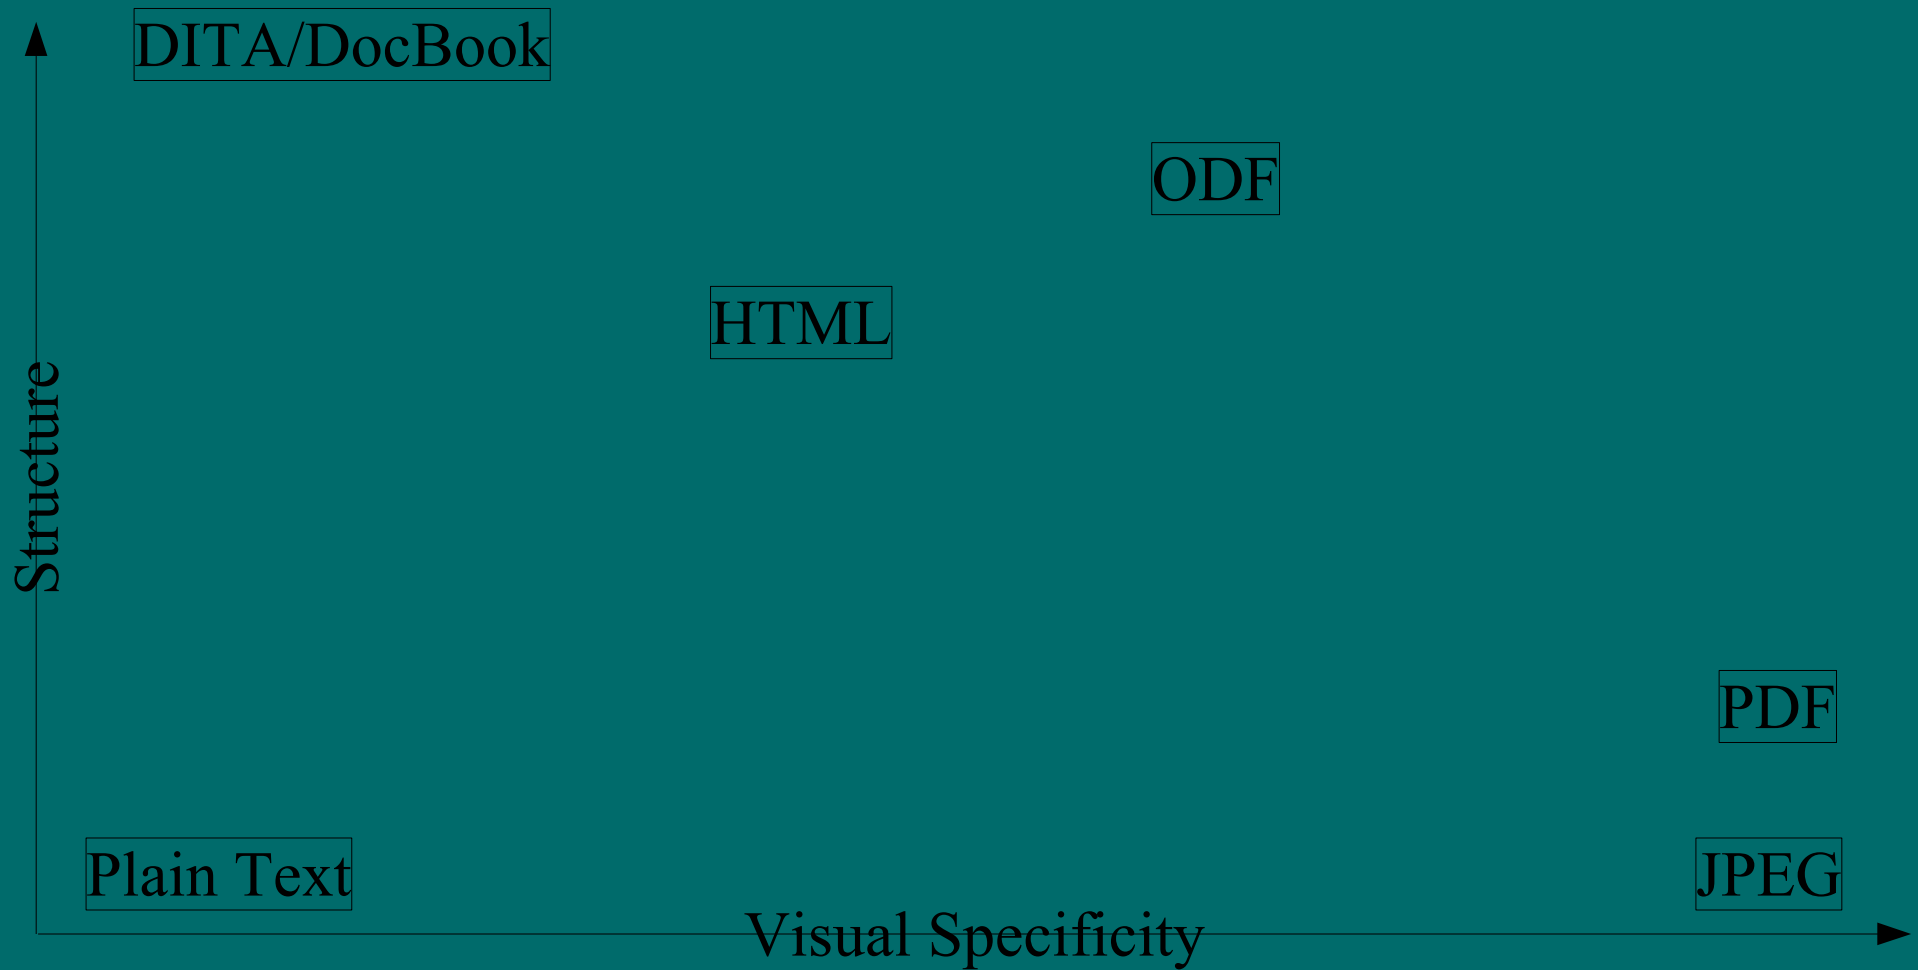 DITA/DocBook
ODF
HTML
Structure
PDF
Plain Text
JPEG
Visual Specificity